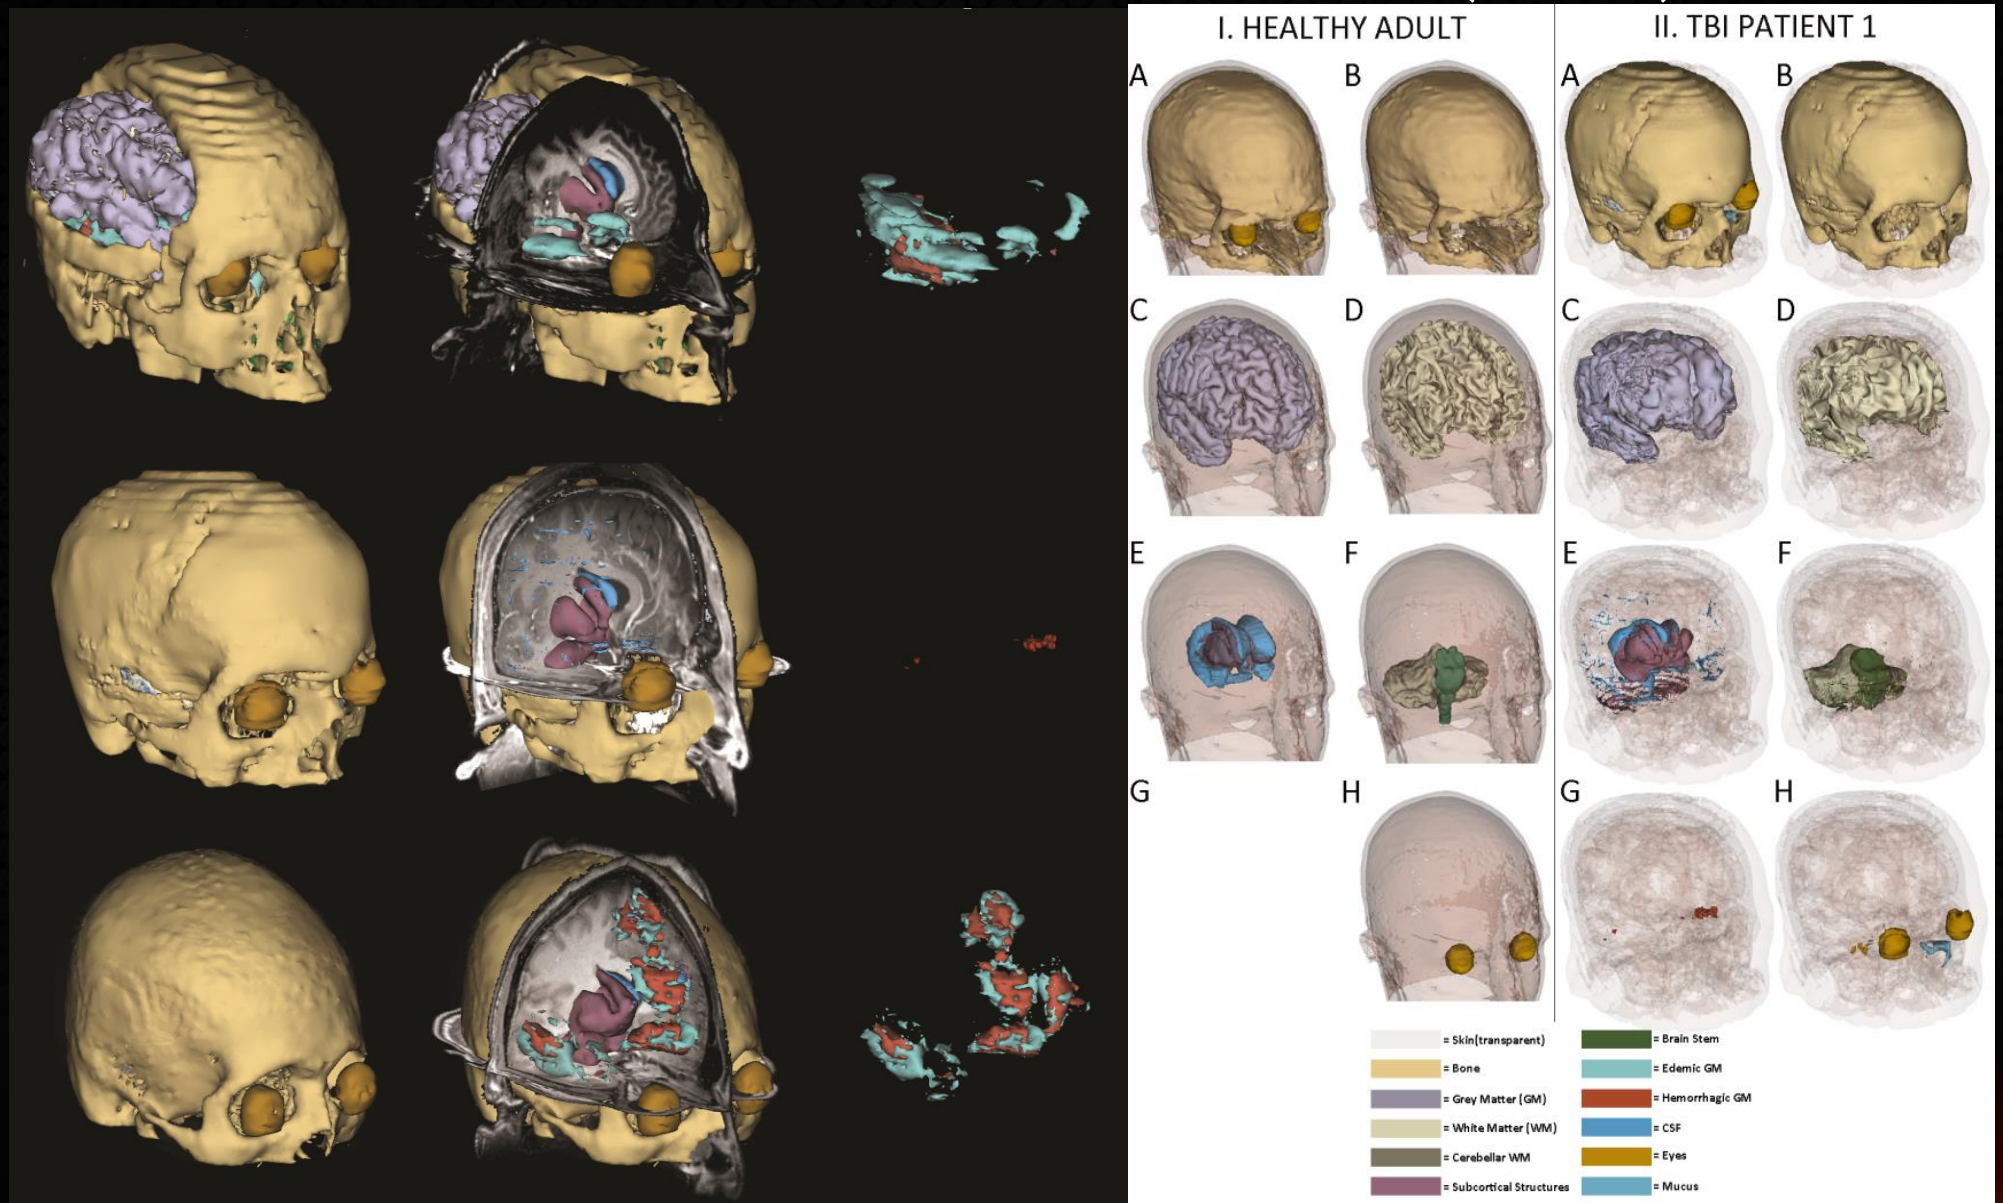 I. HEALTHY ADULT
II. TBI PATIENT 1
A
B
A
B
C
D
C
D
E
F
E
F
G
H
G
H
= Skin(transparent)
= Bone
= Grey Matter (GM)
= White Matter (WM)
= Cerebellar WM
= Subcortical Structures
= Brain Stem
= Edemic GM
= Hemorrhagic GM
= CSF
= Eyes
= Mucus